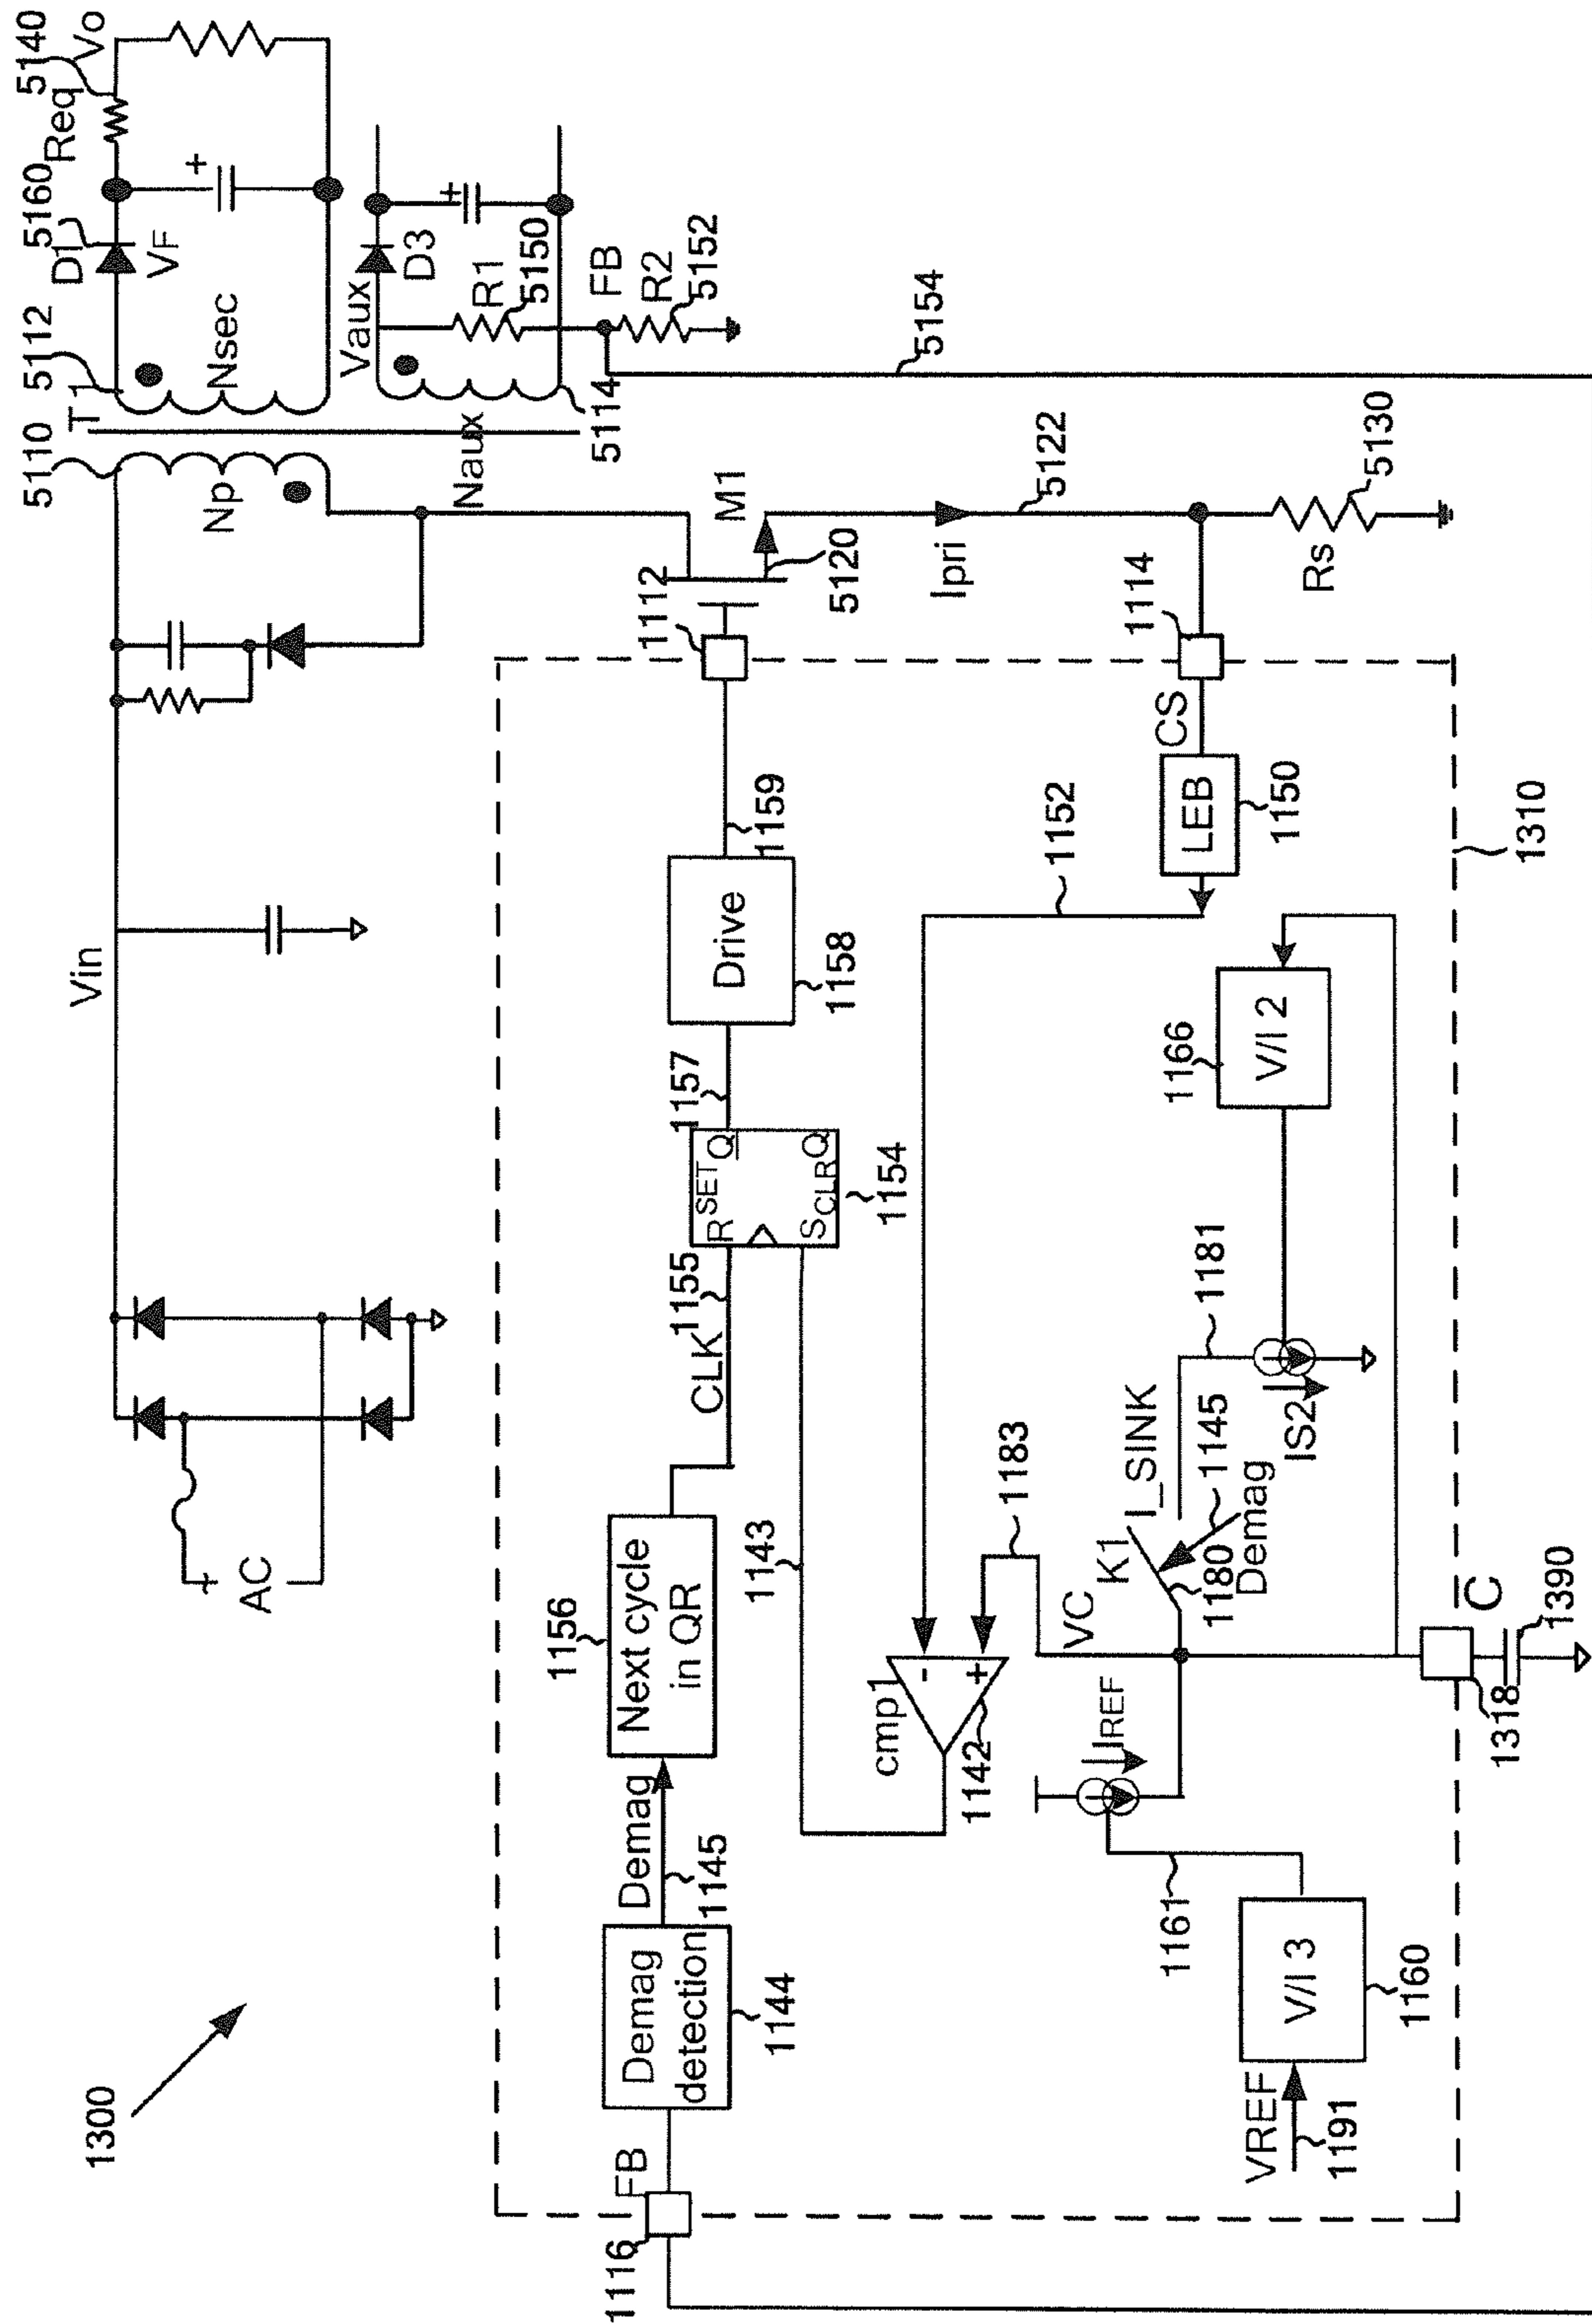 1300
AC
Vin
5110
T 1
5112
D1
5160
Req
5140
Vo
VF
Np
Nsec
Vaux
D3
Naux
R1
5150
5114
FB
R2
5152
5154
1116
FB
Demag
detection
1144
Demag
1145
1156
Next cycle
in QR
CLK
1155
R SET Q
S CLR Q
1154
1157
Drive
1158
1159
1112
M1
5120
Ipri
5122
1114
CS
LEB
1150
Rs
5130
1152
1143
cmp1
-
+
1142
1183
VC
K1
I_SINK
1180
1145
Demag
1181
IS2
1166
V/I 2
IREF
1161
VREF
1191
V/I 3
1160
1318
C
1390
1310